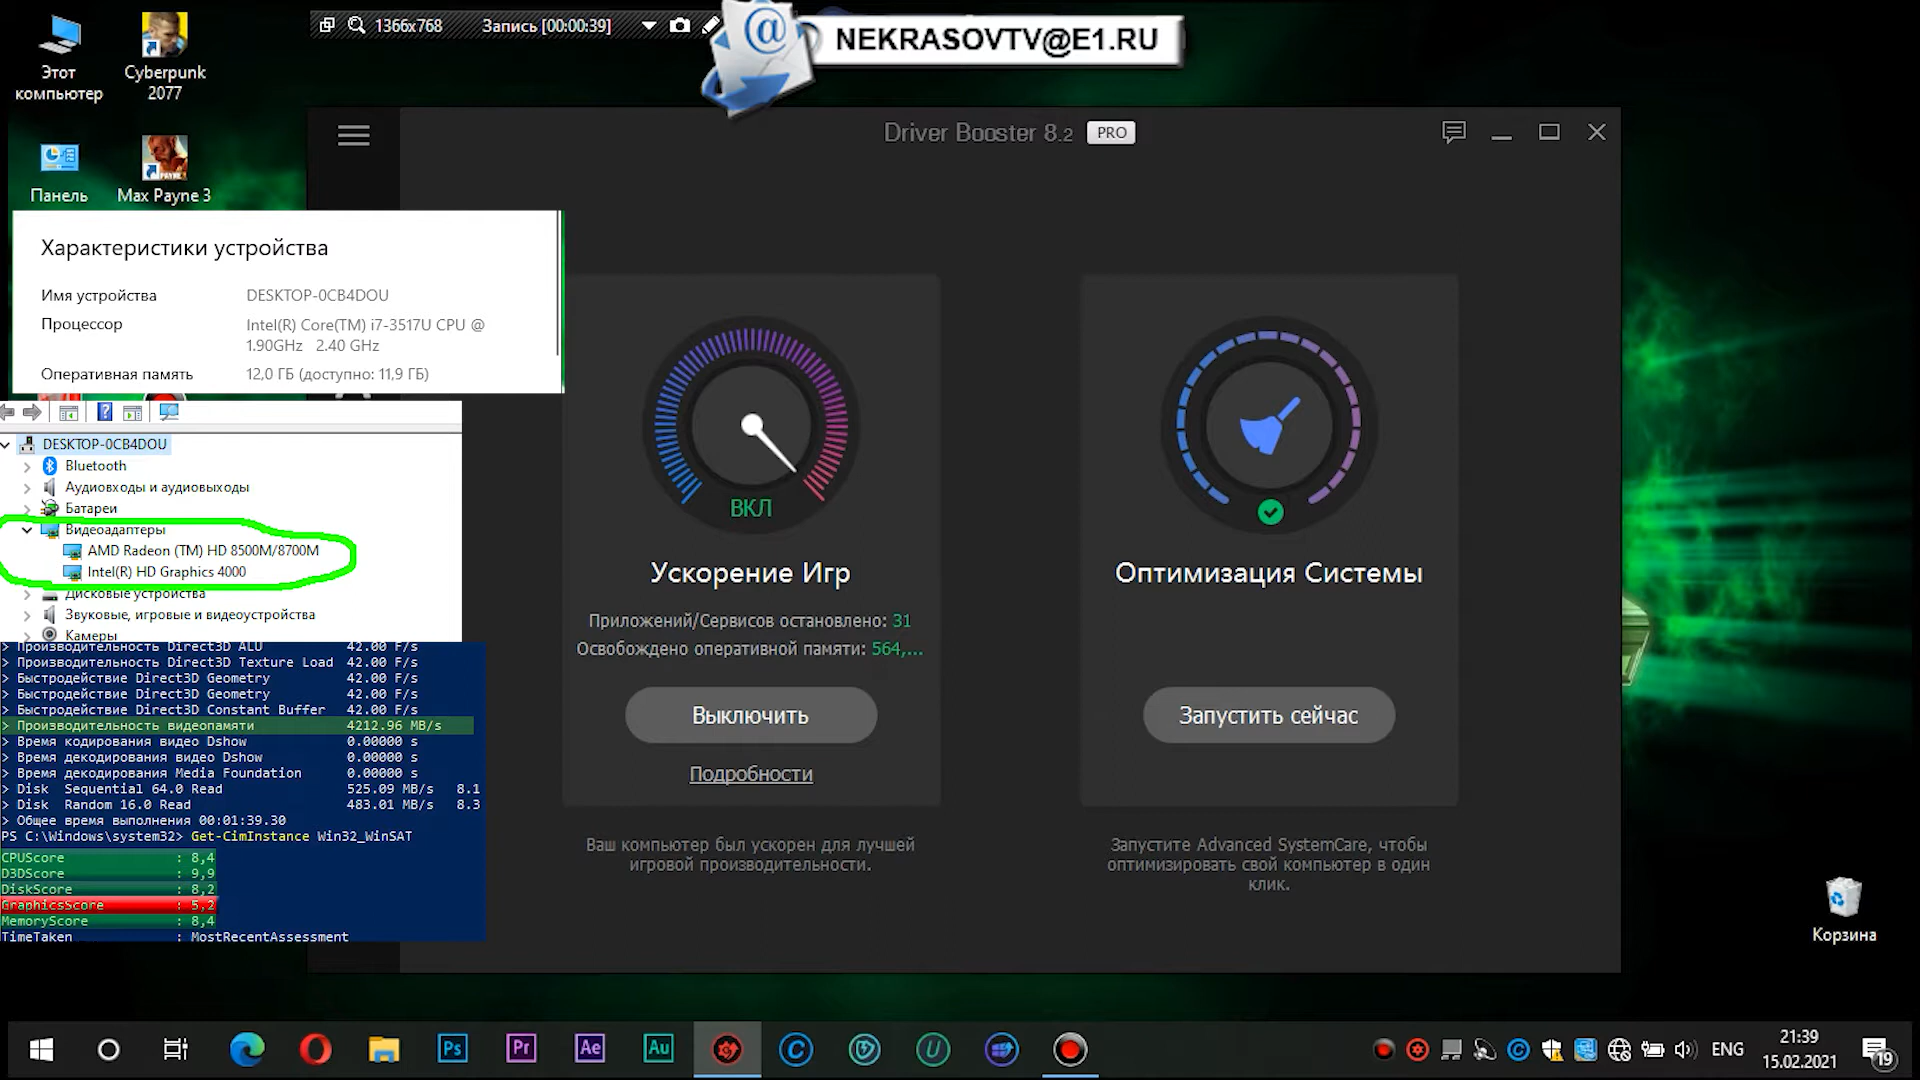 1366x768
Запись [00:00:39]
NEKRASOVTV@E1.RU
Этот
компьютер
Cyberpunk
2077
Панель
Max Payne 3
Driver Booster 8.2 PRO
Характеристики устройства
Имя устройства DESKTOP-0CB4DOU
Процессор Intel(R) Core(TM) i7-3517U CPU @
1.90GHz 2.40 GHz
Оперативная память 12,0 ГБ (доступно: 11,9 ГБ)
DESKTOP-0CB4DOU
Bluetooth
Аудиовходы и аудиовыходы
Батареи
Видеоадаптеры
AMD Radeon (TM) HD 8500M/8700M
Intel(R) HD Graphics 4000
Дисковые устройства
Звуковые, игровые и видеоустройства
Камеры
> Производительность Direct3D ALU 42.00 F/s
> Производительность Direct3D Texture Load 42.00 F/s
> Быстродействие Direct3D Geometry 42.00 F/s
> Быстродействие Direct3D Geometry 42.00 F/s
> Быстродействие Direct3D Constant Buffer 42.00 F/s
> Производительность видеопамяти 4212.96 MB/s
> Время кодирования видео Dshow 0.00000 s
> Время декодирования видео Dshow 0.00000 s
> Время декодирования Media Foundation 0.00000 s
> Disk Sequential 64.0 Read 525.09 MB/s 8.1
> Disk Random 16.0 Read 483.01 MB/s 8.3
> Общее время выполнения 00:01:39.30
PS C:\Windows\system32> Get-CimInstance Win32_WinSAT
CPUScore : 8,4
D3DScore : 9,9
DiskScore : 8,2
GraphicsScore : 5,2
MemoryScore : 8,4
TimeTaken : MostRecentAssessment
ВКЛ
Ускорение Игр
Приложений/Сервисов остановлено: 31
Освобождено оперативной памяти: 564,...
Выключить
Подробности
Ваш компьютер был ускорен для лучшей
игровой производительности.
Оптимизация Системы
Запустить сейчас
Запустите Advanced SystemCare, чтобы
оптимизировать свой компьютер в один
клик.
Корзина
Ps
Pr
Ae
Au
ENG
21:39
15.02.2021
19